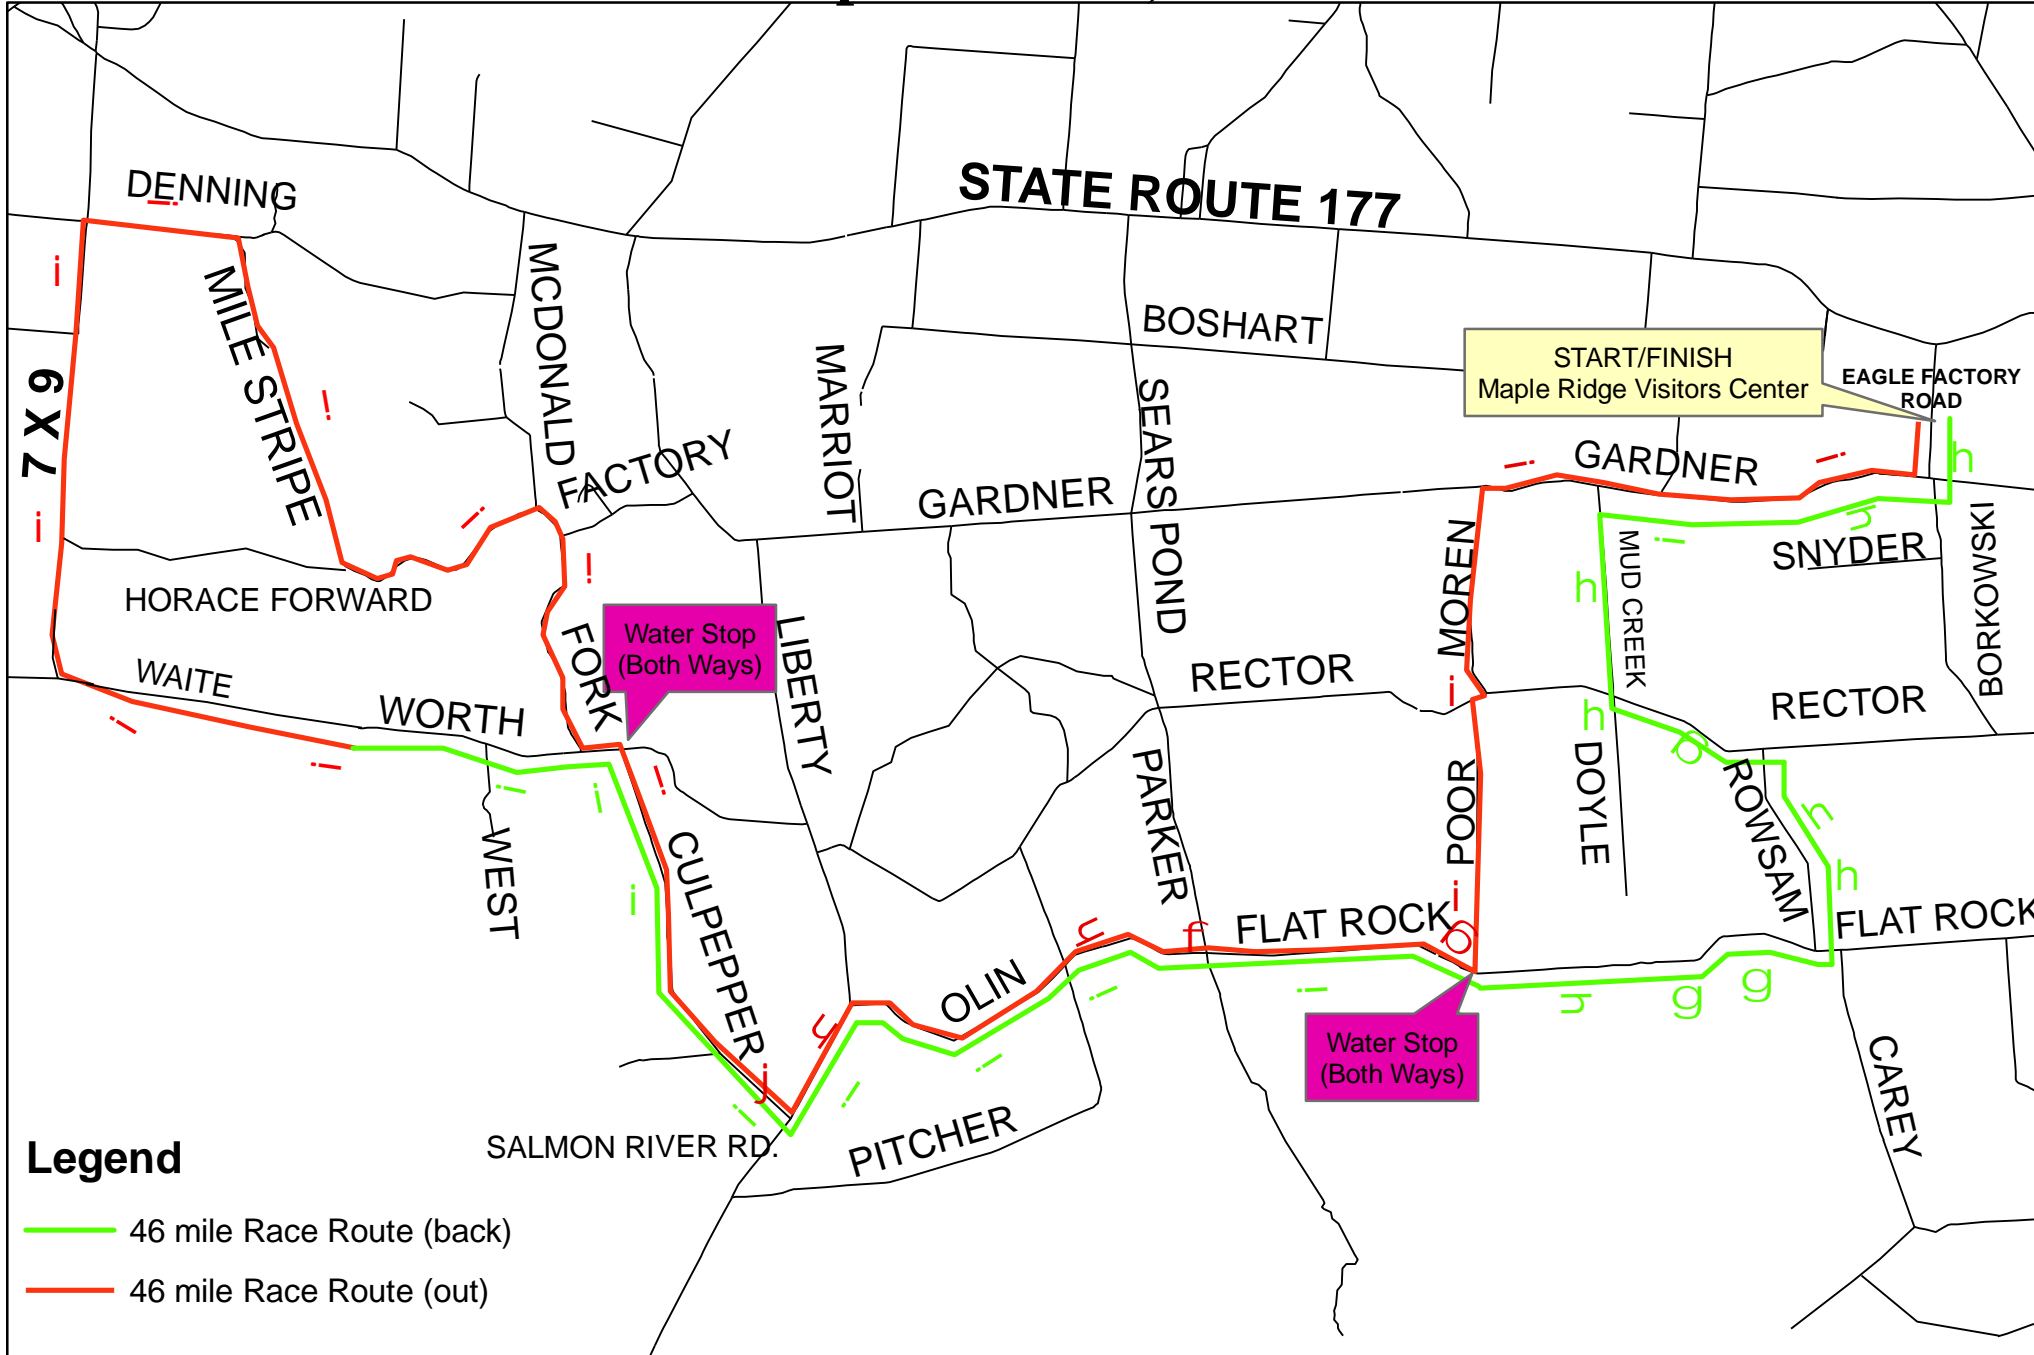 DENNING
STATE ROUTE 177
MILE STRIPE
MCDONALD
BOSHART
START/FINISH
Maple Ridge Visitors Center
EAGLE FACTORY
ROAD
7 X 9
MARRIOT
SEARS POND
FACTORY
GARDNER
GARDNER
HORACE FORWARD
MOREN
MUD CREEK
SNYDER
BORKOWSKI
FORK
Water Stop
(Both Ways)
LIBERTY
WAITE
WORTH
RECTOR
RECTOR
WEST
CULPEPPER
PARKER
POOR
DOYLE
ROWSAM
FLAT ROCK
FLAT ROCK
OLIN
Water Stop
(Both Ways)
CAREY
SALMON RIVER RD.
PITCHER
Legend
46 mile Race Route (back)
46 mile Race Route (out)